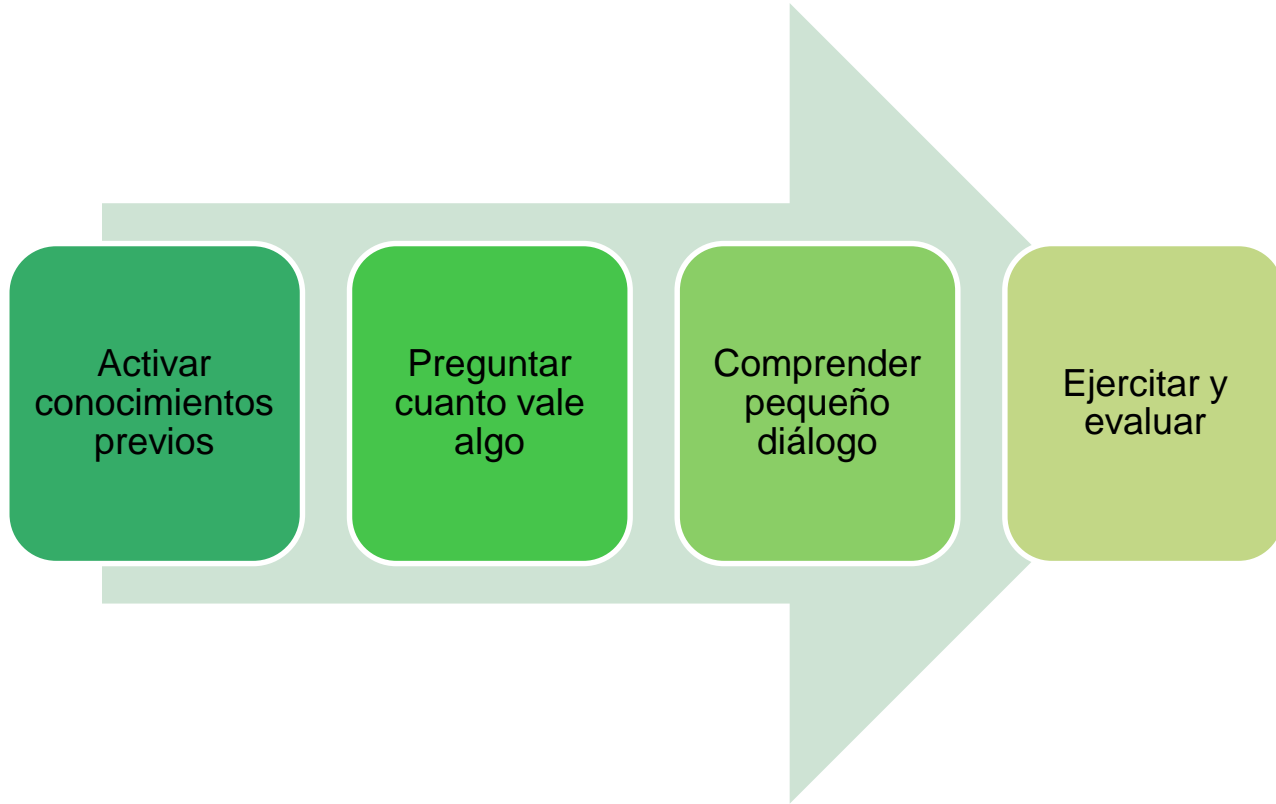 Activar
conocimientos
previos
Preguntar
cuanto vale
algo
Comprender
pequeño
diálogo
Ejercitar y
evaluar